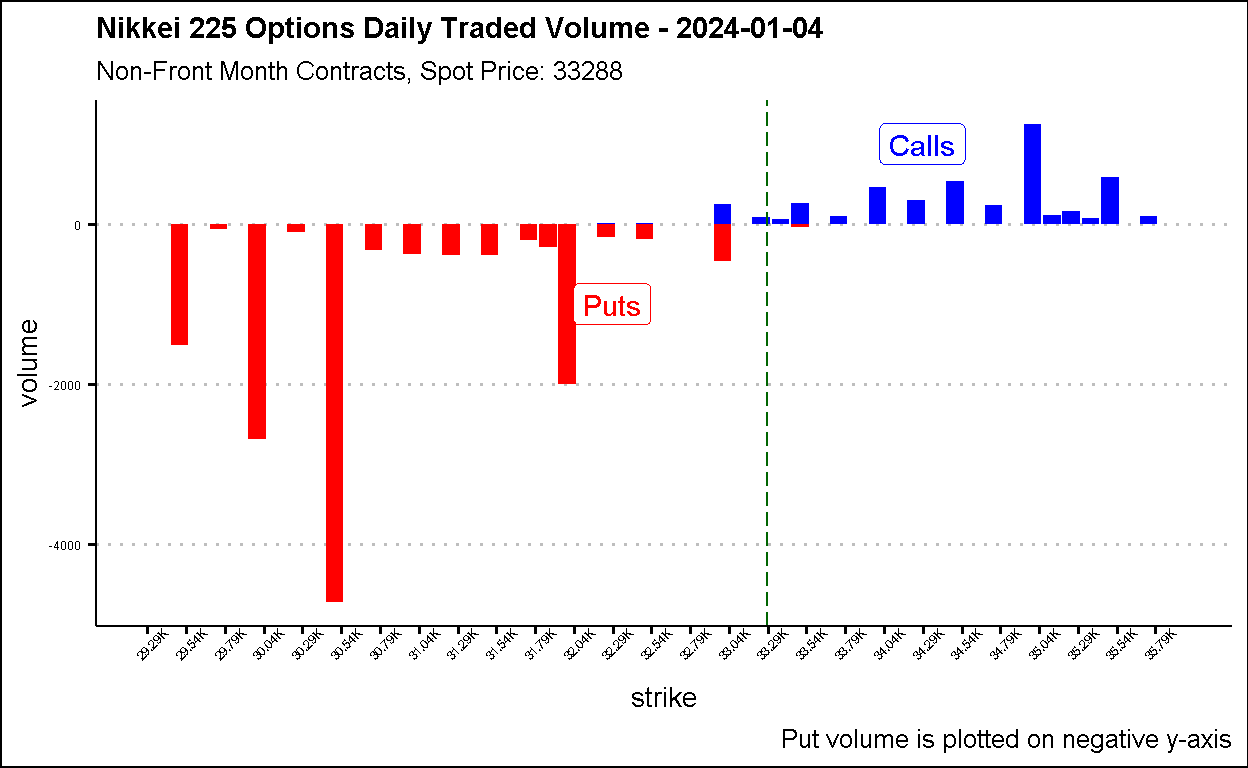 Nikkei 225 Options Daily Traded Volume - 2024-01-04
Non-Front Month Contracts, Spot Price: 33288
Calls
Puts
volume
0
-2000
-4000
29.29K
29.54K
29.79K
30.04K
30.29K
30.54K
30.79K
31.04K
31.29K
31.54K
31.79K
32.04K
32.29K
32.54K
32.79K
33.04K
33.29K
33.54K
33.79K
34.04K
34.29K
34.54K
34.79K
35.04K
35.29K
35.54K
35.79K
strike
Put volume is plotted on negative y-axis